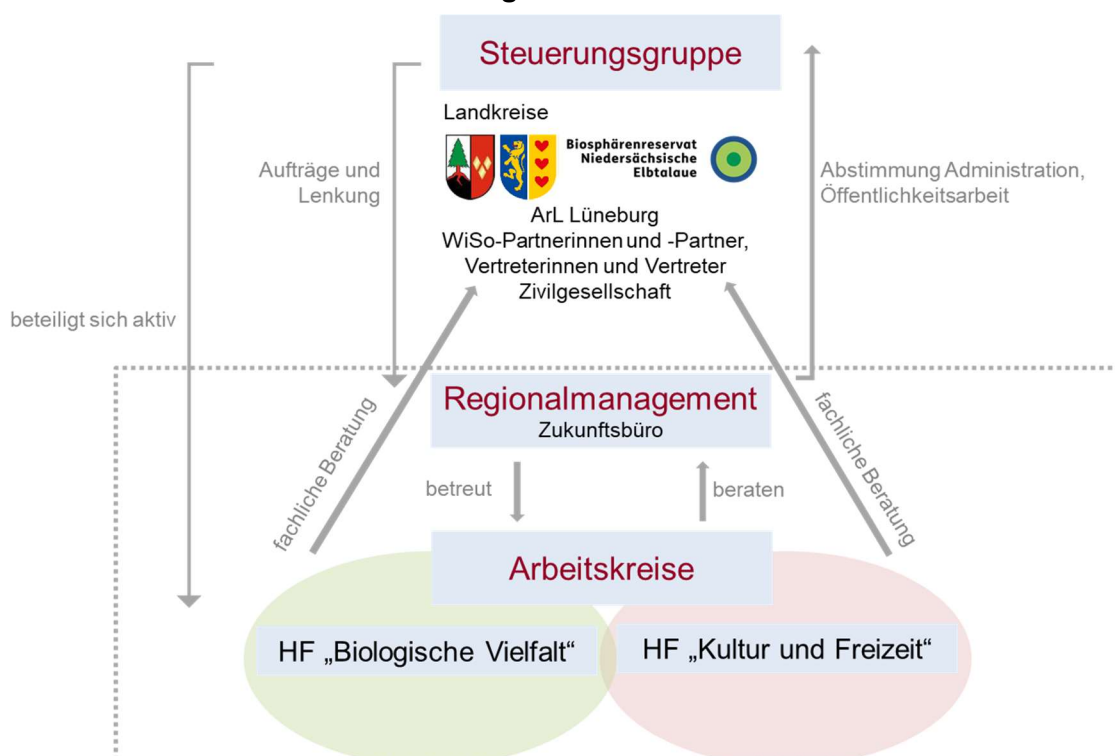 Steuerungsgruppe
Landkreise
Biosphärenreservat
Niedersächsische
Elbtalaue
Aufträge und
Lenkung
Abstimmung Administration,
Öffentlichkeitsarbeit
ArL Lüneburg
WiSo-Partnerinnen und -Partner,
Vertreterinnen und Vertreter
Zivilgesellschaft
beteiligt sich aktiv
Regionalmanagement
Zukunftsbüro
fachliche Beratung
fachliche Beratung
betreut
beraten
Arbeitskreise
HF „Biologische Vielfalt“
HF „Kultur und Freizeit“